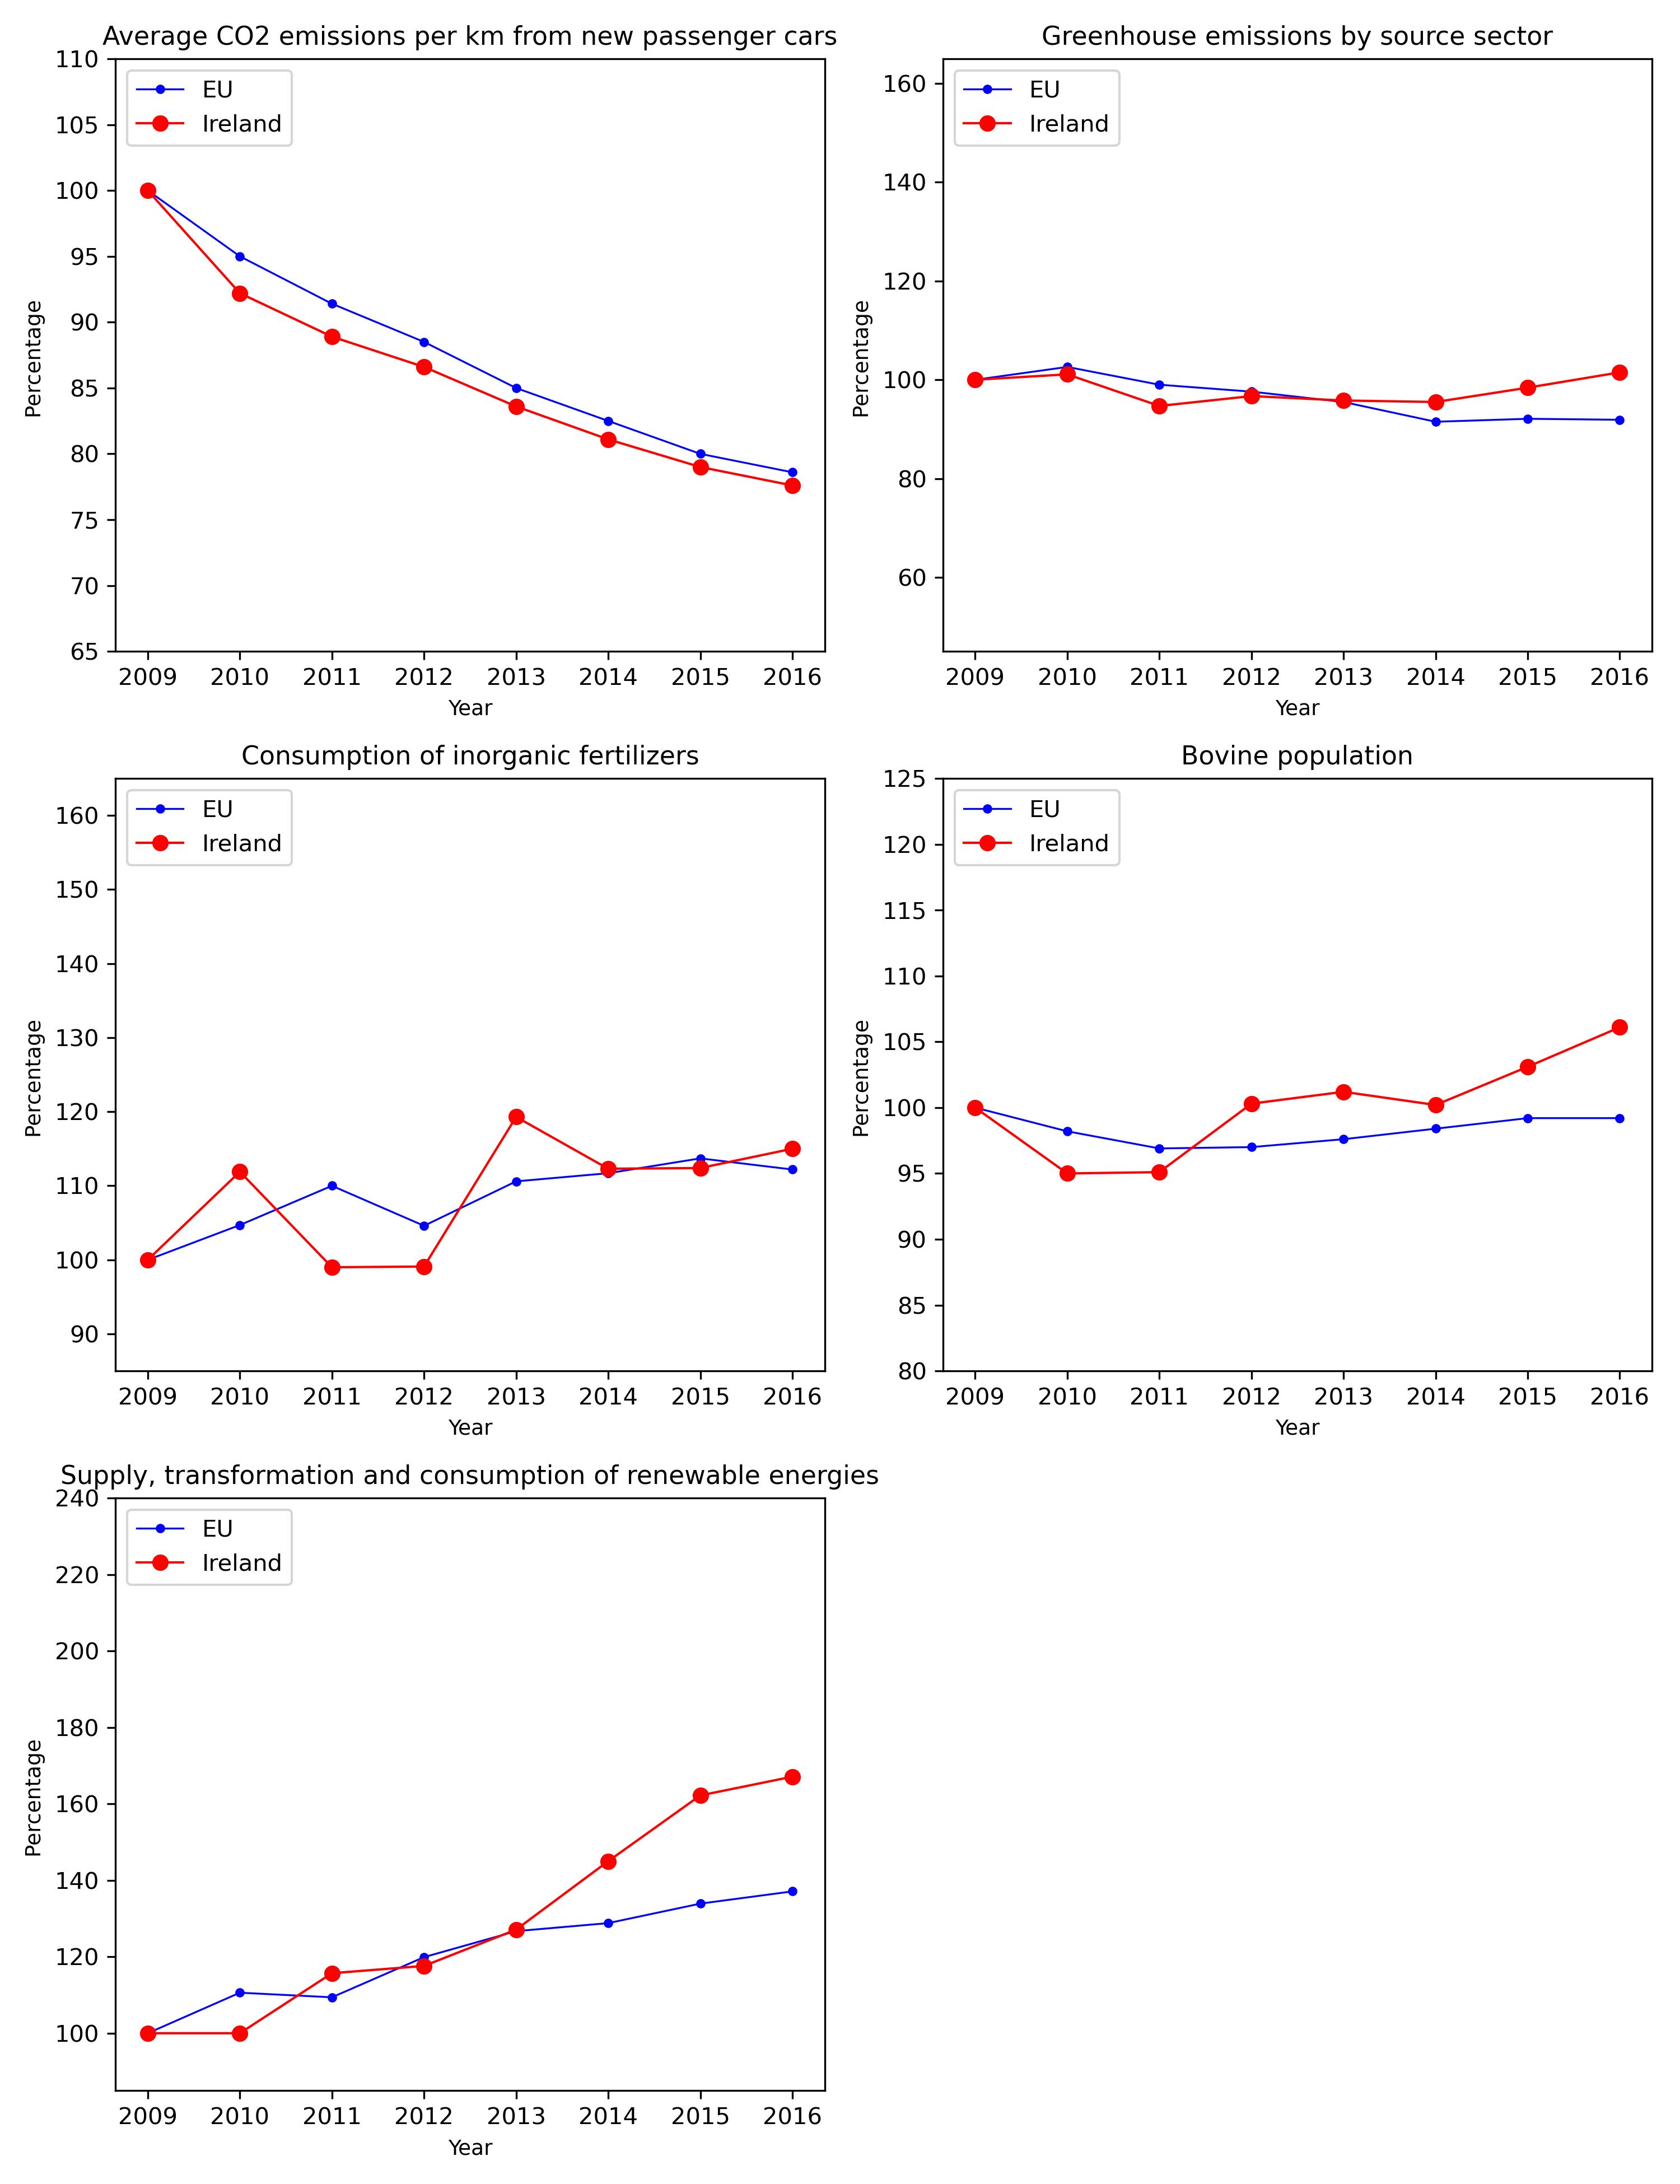 Average CO2 emissions per km from new passenger cars
110
105
100
95
90
85
80
75
70
65
Percentage
EU
Ireland
2009 2010 2011 2012 2013 2014 2015 2016
Year
Greenhouse emissions by source sector
160
140
120
100
80
60
Percentage
EU
Ireland
2009 2010 2011 2012 2013 2014 2015 2016
Year
Consumption of inorganic fertilizers
160
150
140
130
120
110
100
90
Percentage
EU
Ireland
2009 2010 2011 2012 2013 2014 2015 2016
Year
Bovine population
125
120
115
110
105
100
95
90
85
80
Percentage
EU
Ireland
2009 2010 2011 2012 2013 2014 2015 2016
Year
Supply, transformation and consumption of renewable energies
240
220
200
180
160
140
120
100
Percentage
EU
Ireland
2009 2010 2011 2012 2013 2014 2015 2016
Year